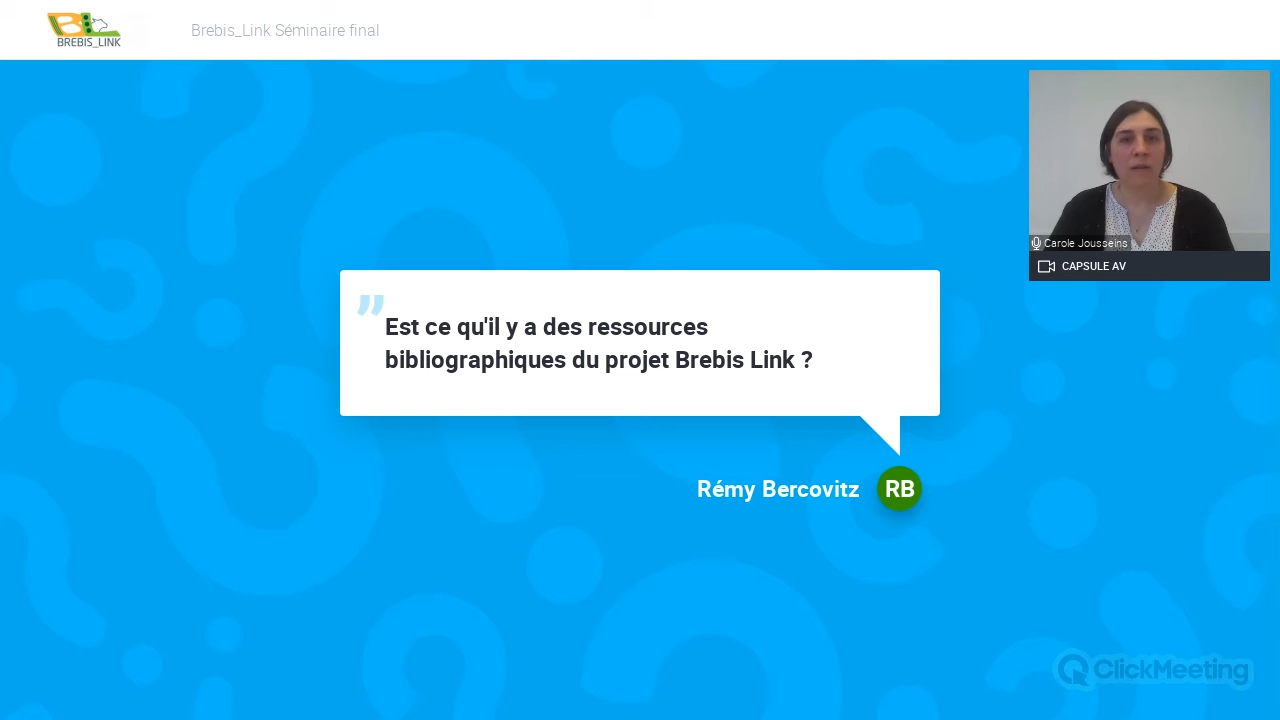 BL
BREBIS_LINK
Brebis_Link Séminaire final
Carole Jousseins
CAPSULE AV
"
Est ce qu'il y a des ressources
bibliographiques du projet Brebis Link ?
Rémy Bercovitz
RB
ClickMeeting